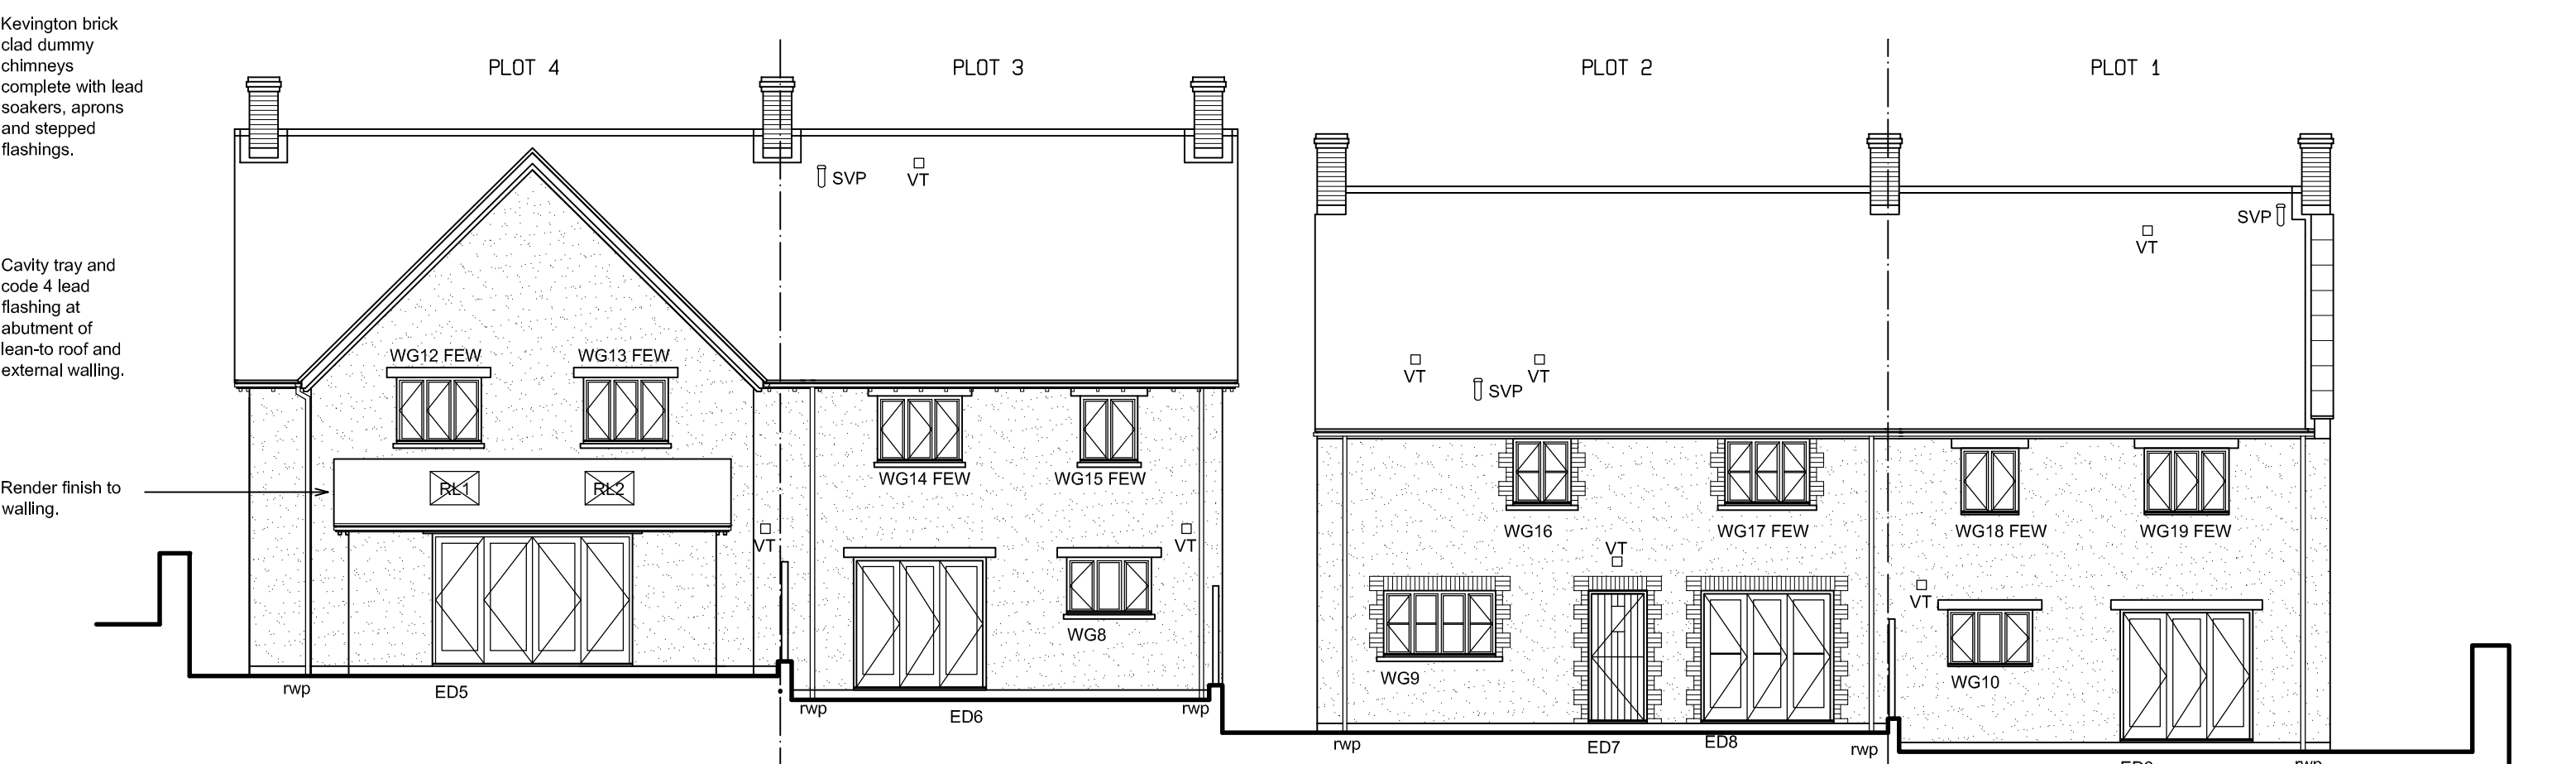 Kevington brick
clad dummy
chimneys
complete with lead
soakers, aprons
and stepped
flashings.
Cavity tray and
code 4 lead
flashing at
abutment of
lean-to roof and
external walling.
Render finish to
walling.
PLOT 4
PLOT 3
PLOT 2
PLOT 1
SVP
VT
SVP
VT
WG12 FEW
WG13 FEW
VT
SVP
VT
RL1
RL2
WG14 FEW
WG15 FEW
WG16
WG17 FEW
WG18 FEW
WG19 FEW
VT
VT
VT
VT
WG8
WG9
WG10
rwp
ED5
rwp
ED6
rwp
rwp
ED7
ED8
rwp